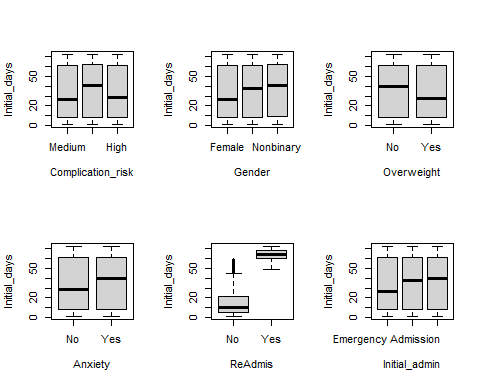 Initial_days
0 20 50
Medium High
Complication_risk
Initial_days
0 20 50
Female Nonbinary
Gender
Initial_days
0 20 50
No Yes
Overweight
Initial_days
0 20 50
No Yes
Anxiety
Initial_days
0 20 50
No Yes
ReAdmis
Initial_days
0 20 50
Emergency Admission
Initial_admin